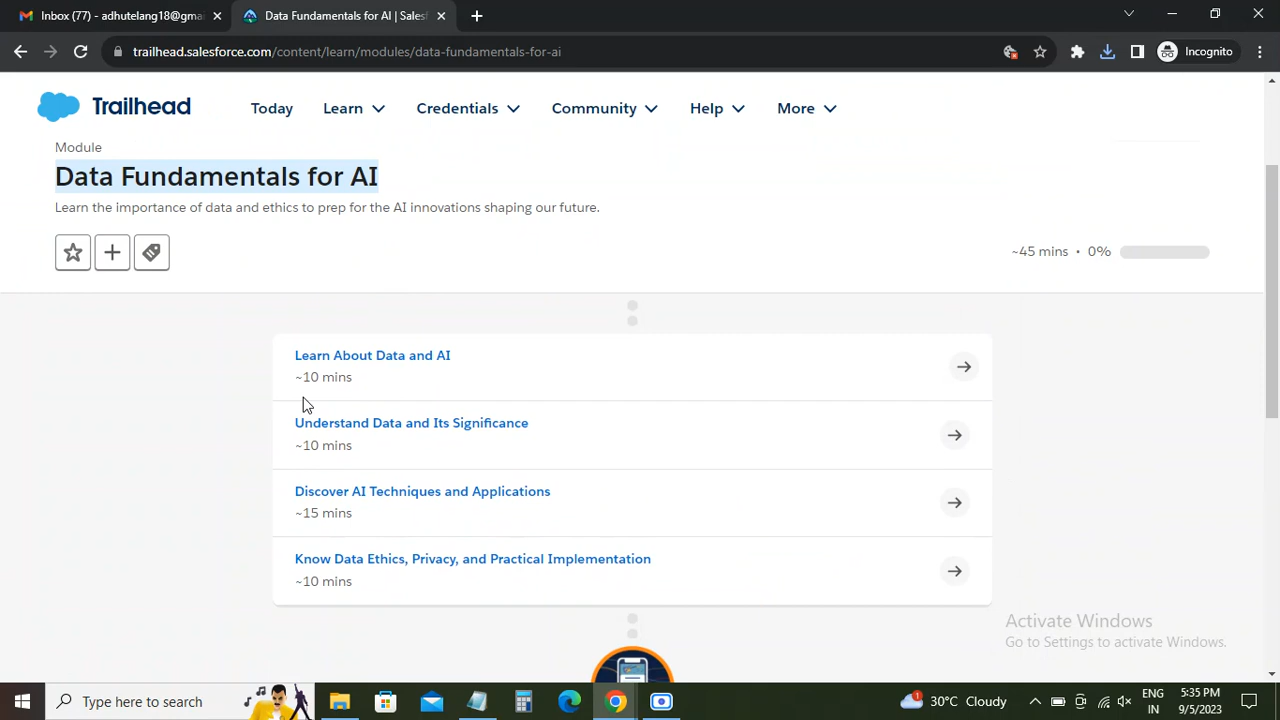 Inbox (77) - adhutelang18@gma
Data Fundamentals for AI | Salesf
trailhead.salesforce.com/content/learn/modules/data-fundamentals-for-ai
Incognito
Trailhead
Today Learn Credentials Community Help More
Module
Data Fundamentals for AI
Learn the importance of data and ethics to prep for the AI innovations shaping our future.
~45 mins • 0%
Learn About Data and AI
~10 mins
Understand Data and Its Significance
~10 mins
Discover AI Techniques and Applications
~15 mins
Know Data Ethics, Privacy, and Practical Implementation
~10 mins
Activate Windows
Go to Settings to activate Windows.
Type here to search
1
30°C Cloudy
ENG
IN
5:35 PM
9/5/2023